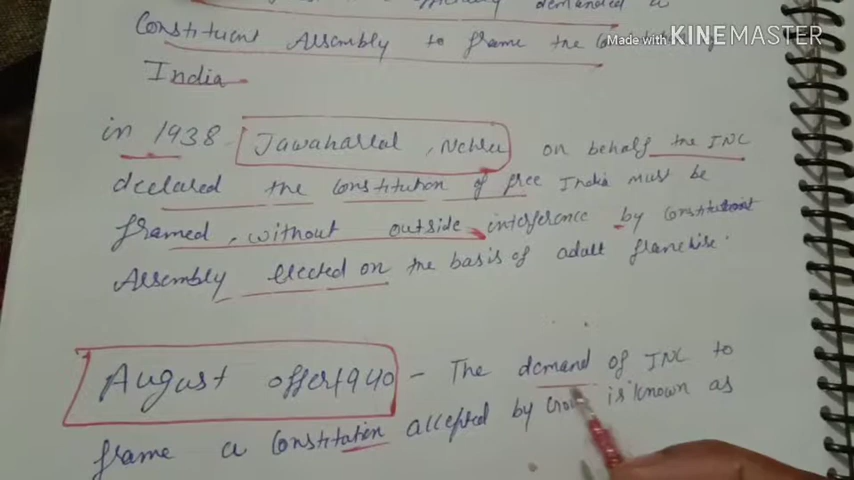 demanded a
Constituent Assembly to frame the
Made with KINEMASTER
India
in 1938 Jawaharlal, Nehru on behalf the INC
declared the constitution of free India must be
framed, without outside interference by constituent
Assembly elected on the basis of adult franchise.
August offer 1940 - The demand of INC to
frame a Constitution accepted by is known as